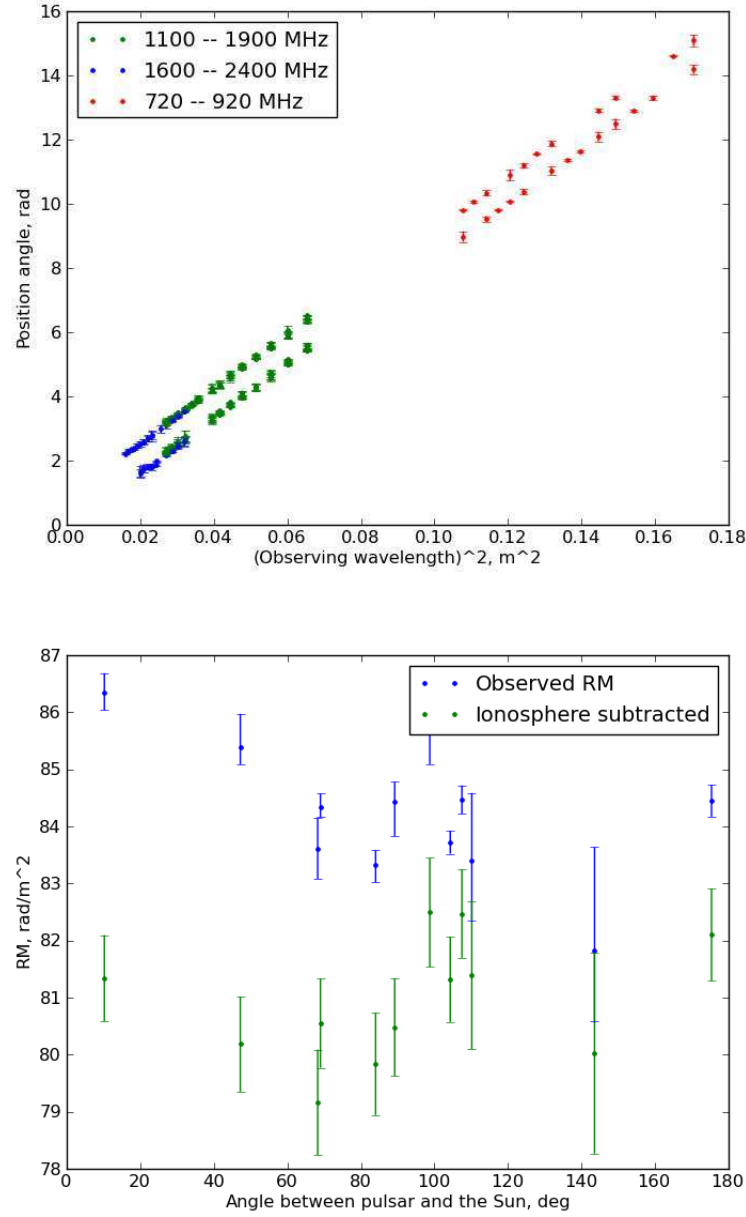 16
14
12
10
8
6
4
2
0
Position angle, rad
1100 -- 1900 MHz
1600 -- 2400 MHz
720 -- 920 MHz
0.00 0.02 0.04 0.06 0.08 0.10 0.12 0.14 0.16 0.18
(Observing wavelength)^2, m^2
87
86
85
84
83
82
81
80
79
78
RM, rad/m^2
Observed RM
Ionosphere subtracted
0 20 40 60 80 100 120 140 160 180
Angle between pulsar and the Sun, deg